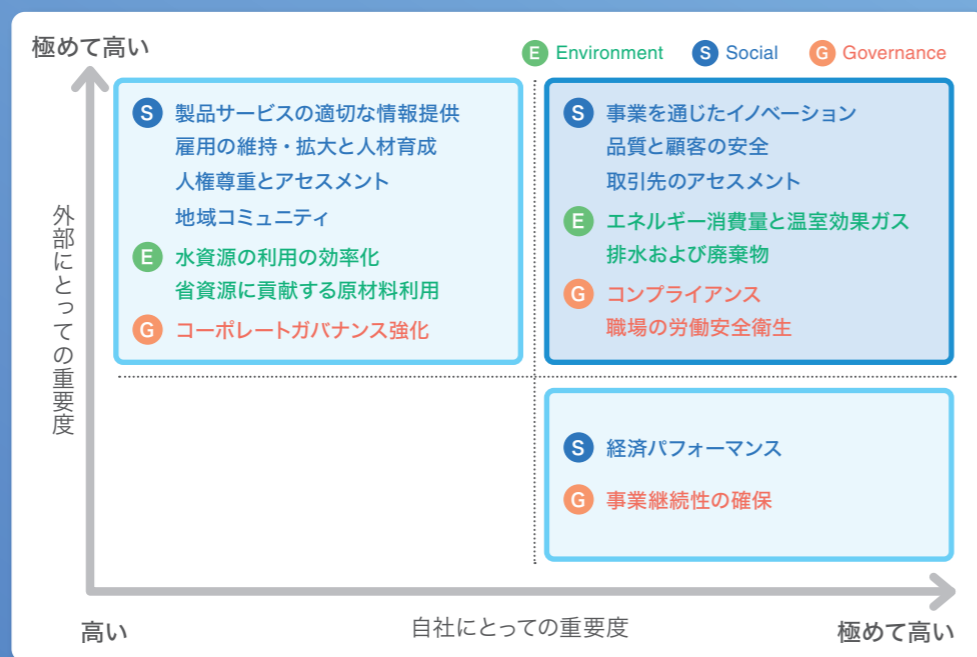 極めて高い
E Environment S Social G Governance
S 製品サービスの適切な情報提供
雇用の維持・拡大と人材育成
人権尊重とアセスメント
地域コミュニティ
E 水資源の利用の効率化
省資源に貢献する原材料利用
G コーポレートガバナンス強化
S 事業を通じたイノベーション
品質と顧客の安全
取引先のアセスメント
E エネルギー消費量と温室効果ガス
排水および廃棄物
G コンプライアンス
職場の労働安全衛生
外部にとっての重要度
S 経済パフォーマンス
G 事業継続性の確保
高い
自社にとっての重要度
極めて高い